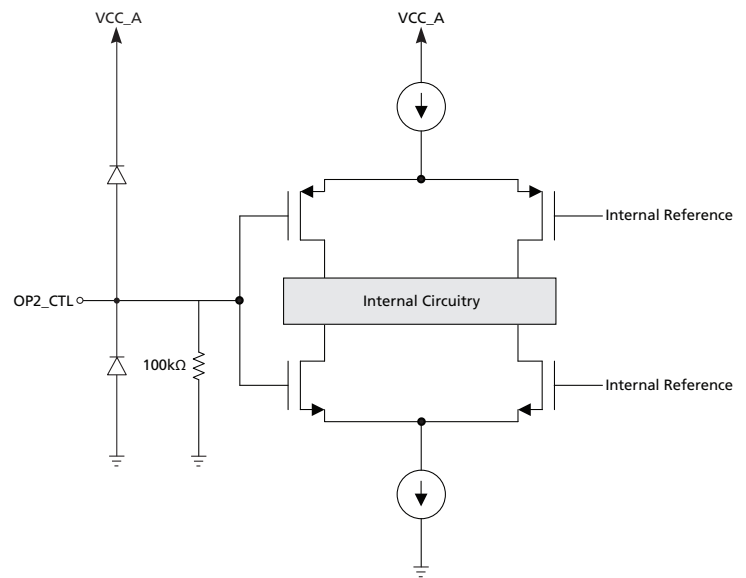 VCC_A
VCC_A
Internal Reference
Internal Circuitry
OP2_CTL
100kΩ
Internal Reference